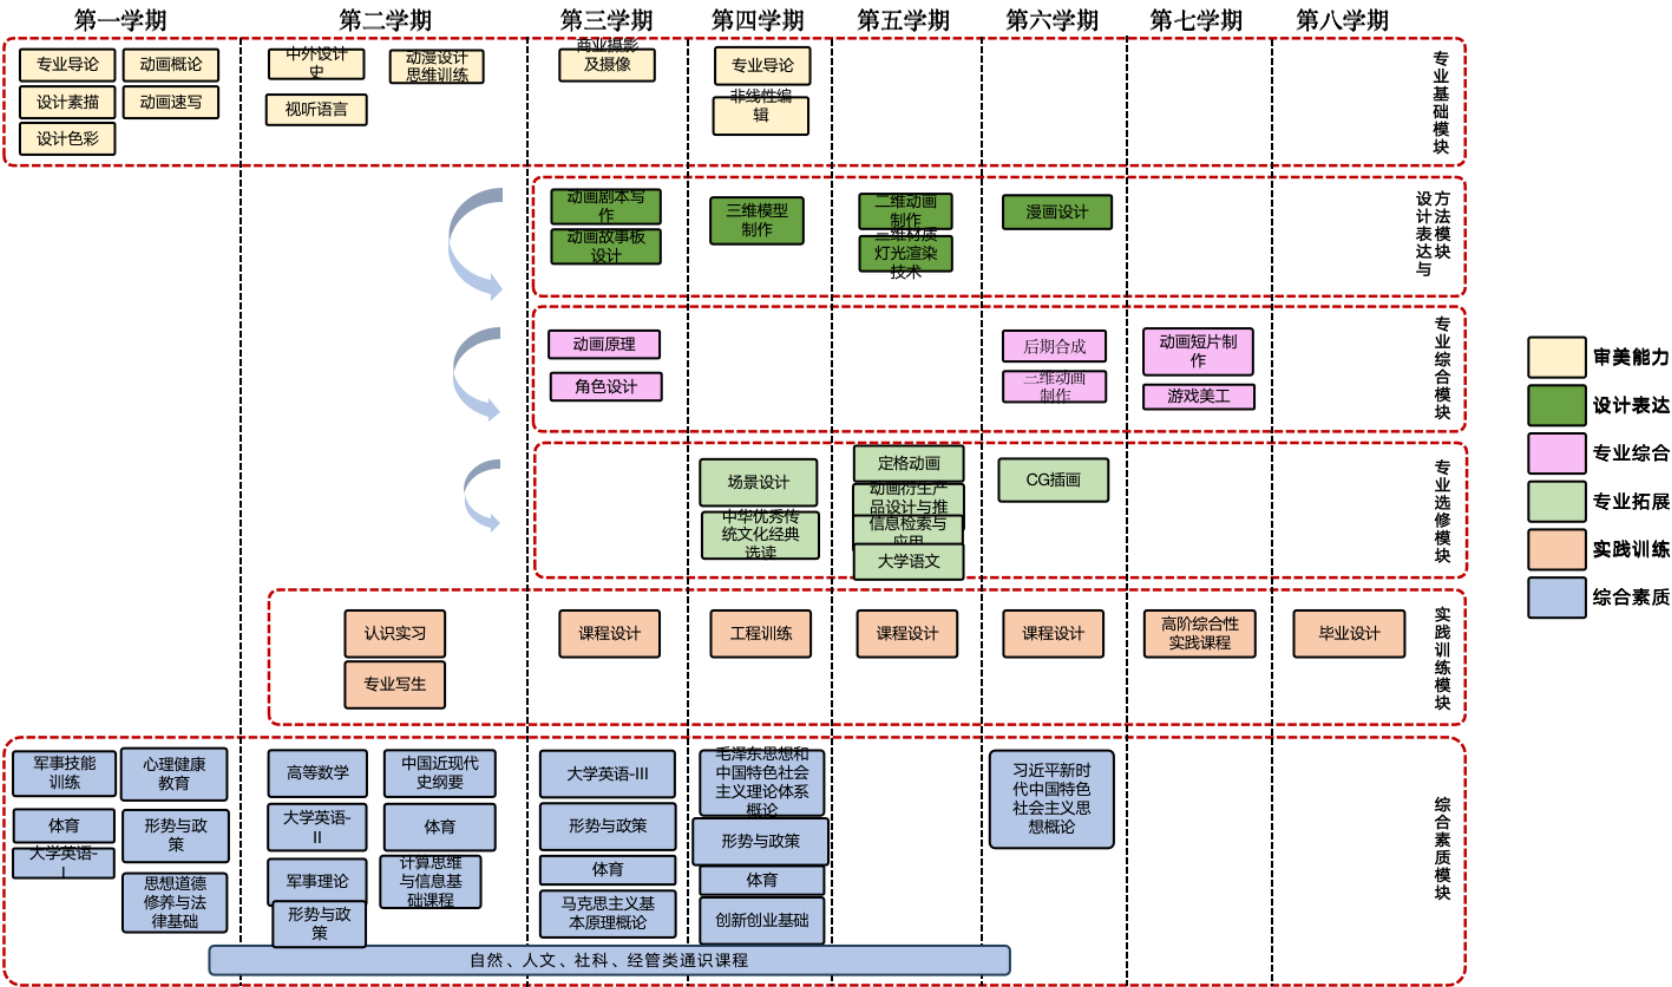 第一学期
第二学期
第三学期
第四学期
第五学期
第六学期
第七学期
第八学期
专业导论
动画概论
设计素描
动画速写
设计色彩
中外设计
史
动漫设计
思维训练
视听语言
商业摄影
及摄像
专业导论
非线性编
辑
专业基础模块
动画剧本写
作
动画故事板
设计
三维模型
制作
二维动画
制作
三维材质
灯光渲染
技术
漫画设计
设计表达与
方法模块
动画原理
角色设计
后期合成
三维动画
制作
动画短片制
作
游戏美工
专业综合模块
场景设计
中华优秀传
统文化经典
选读
定格动画
动画衍生产
品设计与推
信息检索与
应用
大学语文
CG插画
专业选修模块
认识实习
专业写生
课程设计
工程训练
课程设计
课程设计
高阶综合性
实践课程
毕业设计
实践训练模块
军事技能
训练
心理健康
教育
体育
形势与政
策
大学英语-
I
思想道德
修养与法
律基础
高等数学
中国近现代
史纲要
大学英语-
II
体育
军事理论
计算思维
与信息基
础课程
形势与政
策
大学英语-III
形势与政策
体育
马克思主义基
本原理概论
毛泽东思想和
中国特色社会
主义理论体系
概论
形势与政策
体育
创新创业基础
习近平新时
代中国特色
社会主义思
想概论
综合素质模块
自然、人文、社科、经管类通识课程
审美能力
设计表达
专业综合
专业拓展
实践训练
综合素质